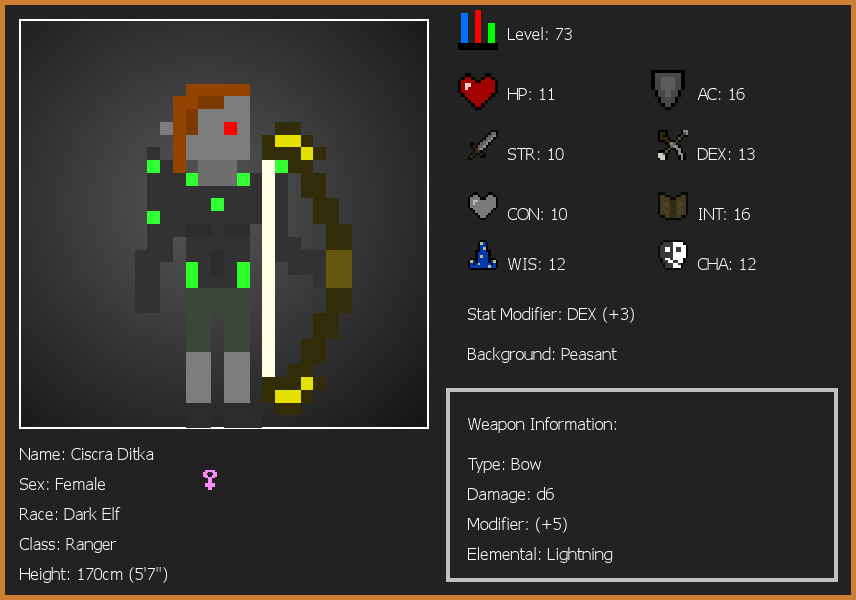 Level: 73
HP: 11
AC: 16
STR: 10
DEX: 13
CON: 10
INT: 16
WIS: 12
CHA: 12
Stat Modifier: DEX (+3)
Background: Peasant
Weapon Information:
Type: Bow
Damage: d6
Modifier: (+5)
Elemental: Lightning
Name: Ciscra Ditka
Sex: Female
Race: Dark Elf
Class: Ranger
Height: 170cm (5'7")